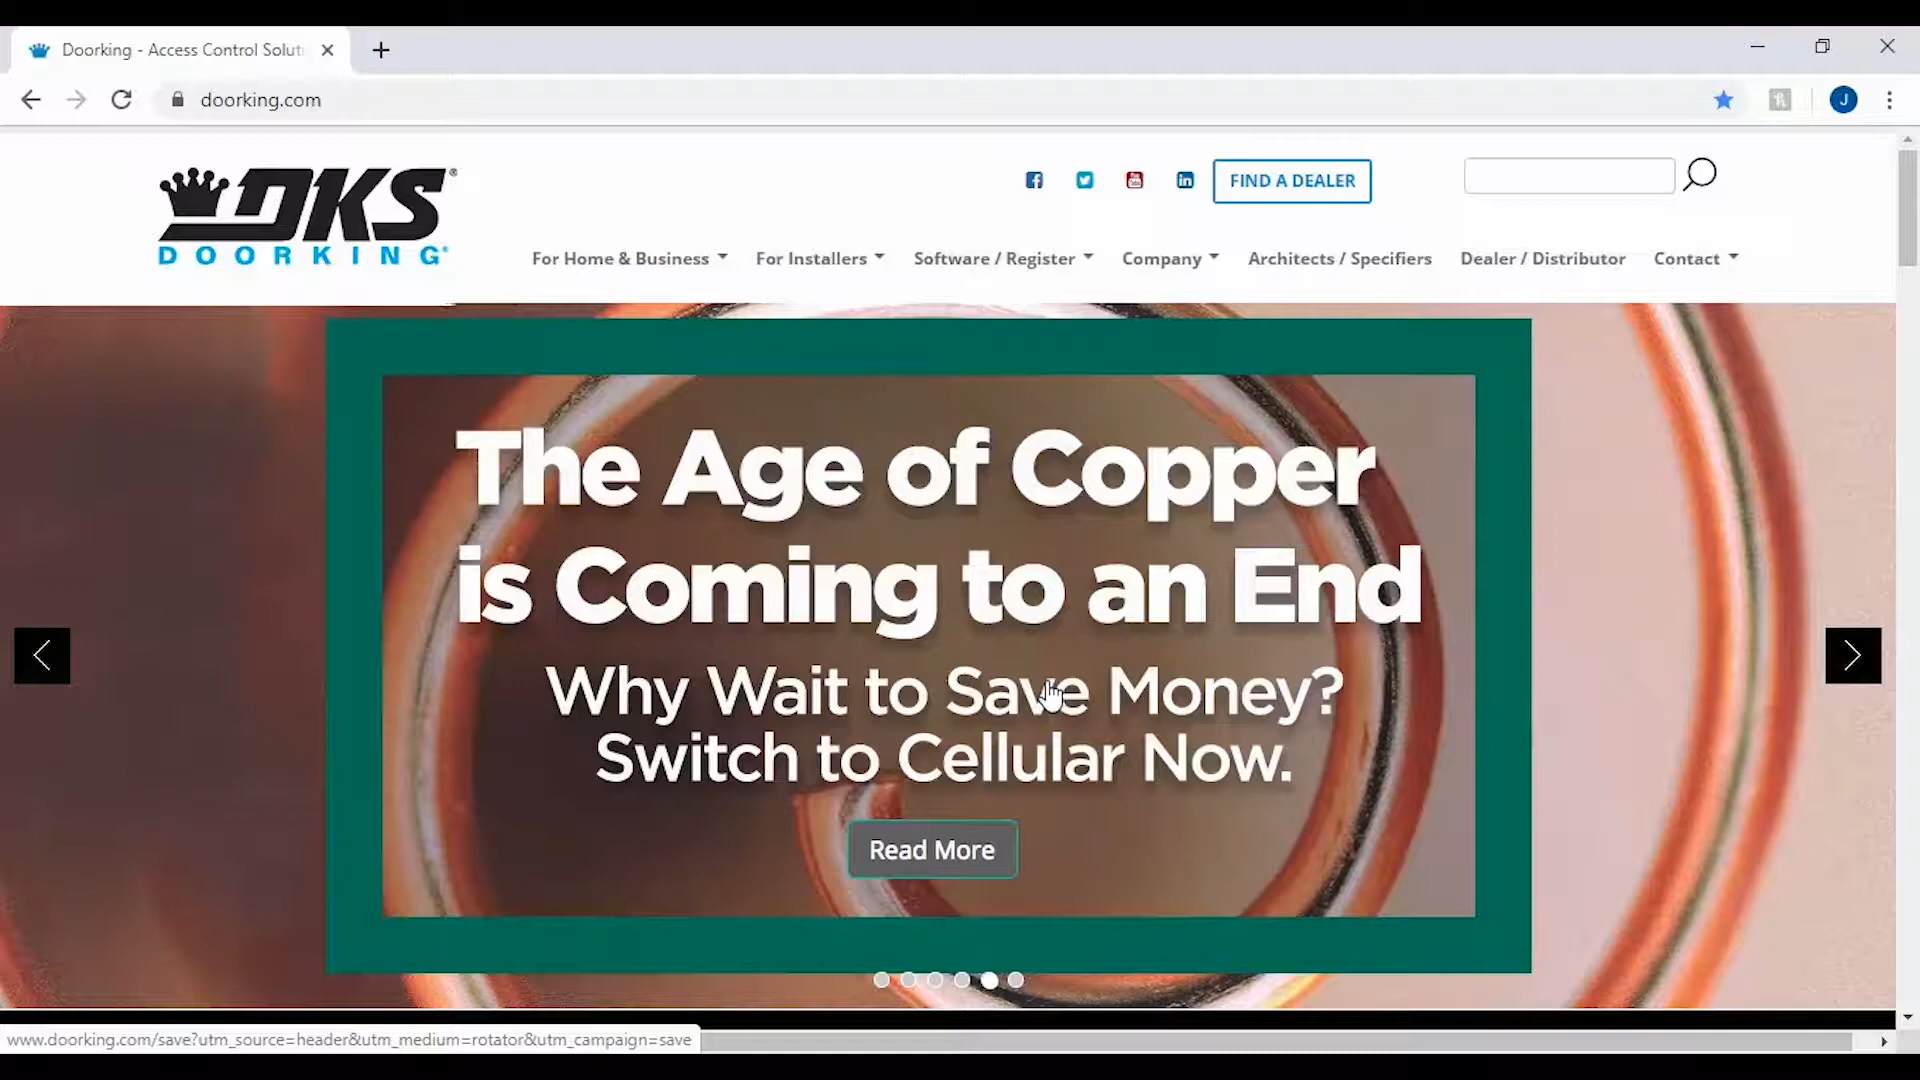 Doorking - Access Control Solut
doorking.com
J
DKS
DOORKING
FIND A DEALER
For Home & Business
For Installers
Software / Register
Company
Architects / Specifiers
Dealer / Distributor
Contact
The Age of Copper
is Coming to an End
Why Wait to Save Money?
Switch to Cellular Now.
Read More
www.doorking.com/save?utm_source=header&utm_medium=rotator&utm_campaign=save